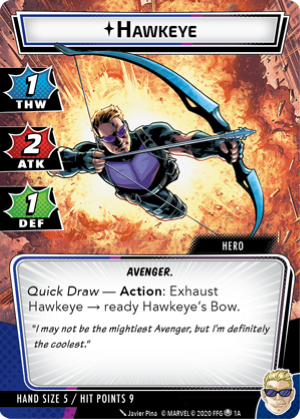 HAWKEYE
1
THW
2
ATK
1
DEF
HERO
AVENGER.
Quick Draw — Action: Exhaust
Hawkeye → ready Hawkeye's Bow.
"I may not be the mightiest Avenger, but I'm definitely
the coolest."
HAND SIZE 5 / HIT POINTS 9
Javier Pina © MARVEL © 2020 FFG 1A